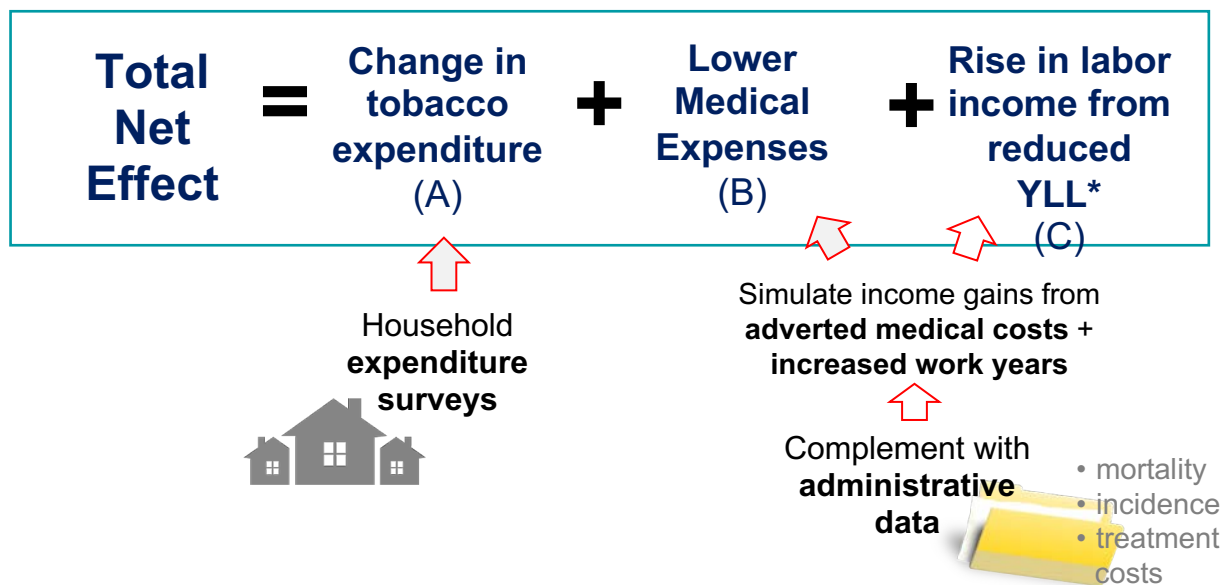 Total
Net
Effect
=
Change in
tobacco
expenditure
(A)
+
Lower
Medical
Expenses
(B)
+
Rise in labor
income from
reduced
YLL*
(C)
Household
expenditure
surveys
Simulate income gains from
adverted medical costs +
increased work years
Complement with
administrative
data
• mortality
• incidence
• treatment
costs